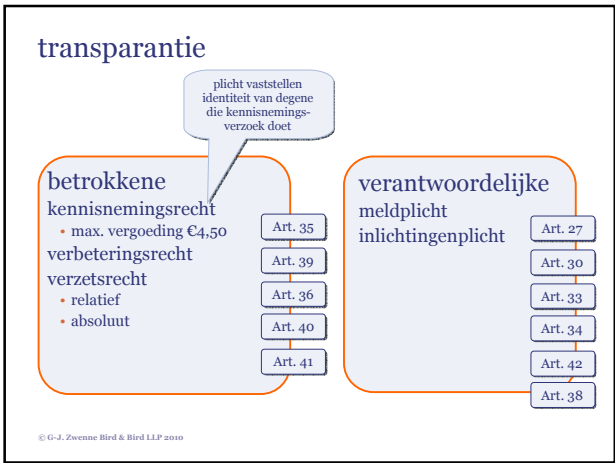 transparantie
plicht vaststellen
identiteit van degene
die kennisnemings-
verzoek doet
betrokkene
kennisnemingsrecht
• max. vergoeding €4,50
verbeteringsrecht
verzetsrecht
• relatief
• absoluut
Art. 35
Art. 39
Art. 36
Art. 40
Art. 41
verantwoordelijke
meldplicht
inlichtingenplicht
Art. 27
Art. 30
Art. 33
Art. 34
Art. 42
Art. 38
© G-J. Zwenne Bird & Bird LLP 2010